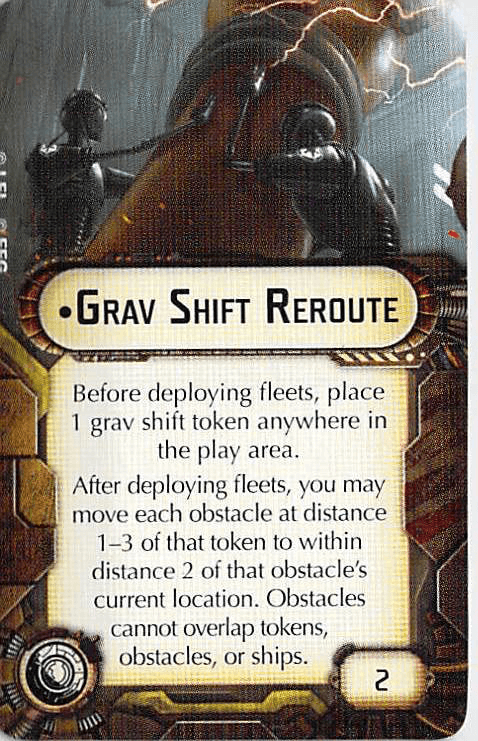 •Grav Shift Reroute
Before deploying fleets, place
1 grav shift token anywhere in
the play area.
After deploying fleets, you may
move each obstacle at distance
1–3 of that token to within
distance 2 of that obstacle's
current location. Obstacles
cannot overlap tokens,
obstacles, or ships.
2
© LFL © FFG